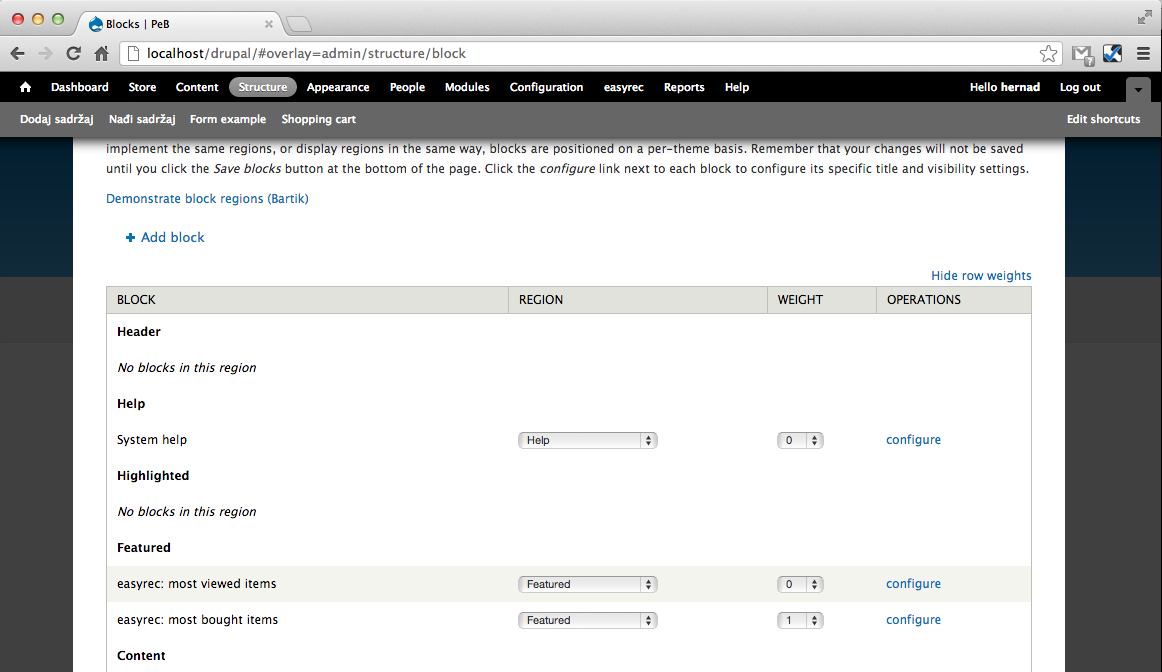 Blocks | PeB
localhost/drupal/#overlay=admin/structure/block
Dashboard Store Content Structure Appearance People Modules Configuration easyrec Reports Help Hello hernad Log out
Dodaj sadržaj Nađi sadržaj Form example Shopping cart Edit shortcuts
implement the same regions, or display regions in the same way, blocks are positioned on a per-theme basis. Remember that your changes will not be saved
until you click the Save blocks button at the bottom of the page. Click the configure link next to each block to configure its specific title and visibility settings.
Demonstrate block regions (Bartik)
+ Add block
Hide row weights
BLOCK REGION WEIGHT OPERATIONS
Header
No blocks in this region
Help
System help Help 0 configure
Highlighted
No blocks in this region
Featured
easyrec: most viewed items Featured 0 configure
easyrec: most bought items Featured 1 configure
Content